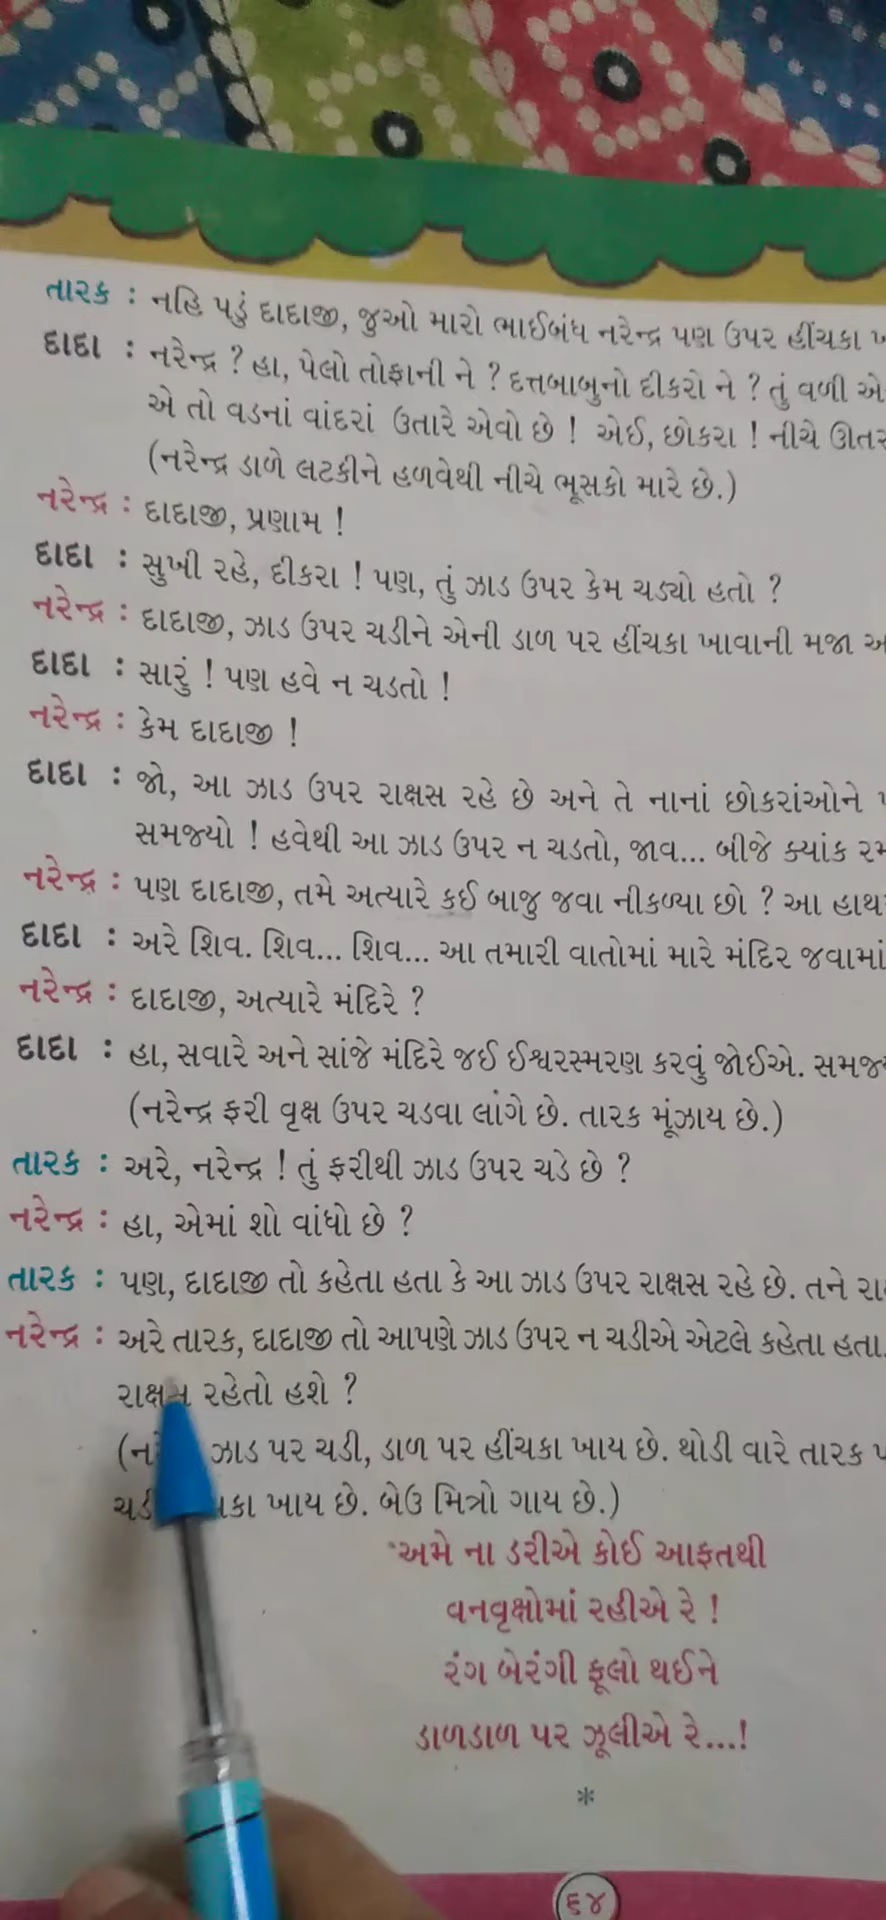 તારક : નહિ પડું દાદાજી, જુઓ મારો ભાઈબંધ નરેન્દ્ર પણ ઉપર હીંચકા
દાદા : નરેન્દ્ર ? હા, પેલો તોફાની ને ? દત્તબાબુનો દીકરો ને ? તું વળી
એ તો વડનાં વાંદરાં ઉતારે એવો છે ! એઈ, છોકરા ! નીચે ઊતર
(નરેન્દ્ર ડાળે લટકીને હળવેથી નીચે ભૂસકો મારે છે.)
નરેન્દ્ર : દાદાજી, પ્રણામ !
દાદા : સુખી રહે, દીકરા ! પણ, તું ઝાડ ઉપર કેમ ચડ્યો હતો ?
નરેન્દ્ર : દાદાજી, ઝાડ ઉપર ચડીને એની ડાળ પર હીંચકા ખાવાની મજા
દાદા : સારું ! પણ હવે ન ચડતો !
નરેન્દ્ર : કેમ દાદાજી !
દાદા : જો, આ ઝાડ ઉપર રાક્ષસ રહે છે અને તે નાનાં છોકરાંઓને
સમજ્યો ! હવેથી આ ઝાડ ઉપર ન ચડતો, જાવ... બીજે ક્યાંક
નરેન્દ્ર : પણ દાદાજી, તમે અત્યારે કઈ બાજુ જવા નીકળ્યા છો ? આ
દાદા : અરે શિવ. શિવ... શિવ... આ તમારી વાતોમાં મારે મંદિર જવામાં
નરેન્દ્ર : દાદાજી, અત્યારે મંદિરે ?
દાદા : હા, સવારે અને સાંજે મંદિરે જઈ ઈશ્વરસ્મરણ કરવું જોઈએ.
(નરેન્દ્ર ફરી વૃક્ષ ઉપર ચડવા લાંગે છે. તારક મૂંઝાય છે.)
તારક : અરે, નરેન્દ્ર ! તું ફરીથી ઝાડ ઉપર ચડે છે ?
નરેન્દ્ર : હા, એમાં શો વાંધો છે ?
તારક : પણ, દાદાજી તો કહેતા હતા કે આ ઝાડ ઉપર રાક્ષસ રહે છે. તને
નરેન્દ્ર : અરે તારક, દાદાજી તો આપણે ઝાડ ઉપર ન ચડીએ એટલે કહેતા હતા.
રાક્ષસ રહેતો હશે ?
ઝાડ પર ચડી, ડાળ પર હીંચકા ખાય છે. થોડી વારે તારક
ખાય છે. બેઉ મિત્રો ગાય છે.)
'અમે ના ડરીએ કોઈ આફતથી
વનવૃક્ષોમાં રહીએ રે !
રંગ બેરંગી ફૂલો થઈને
ડાળડાળ પર ઝૂલીએ રે...!
*
૬૪